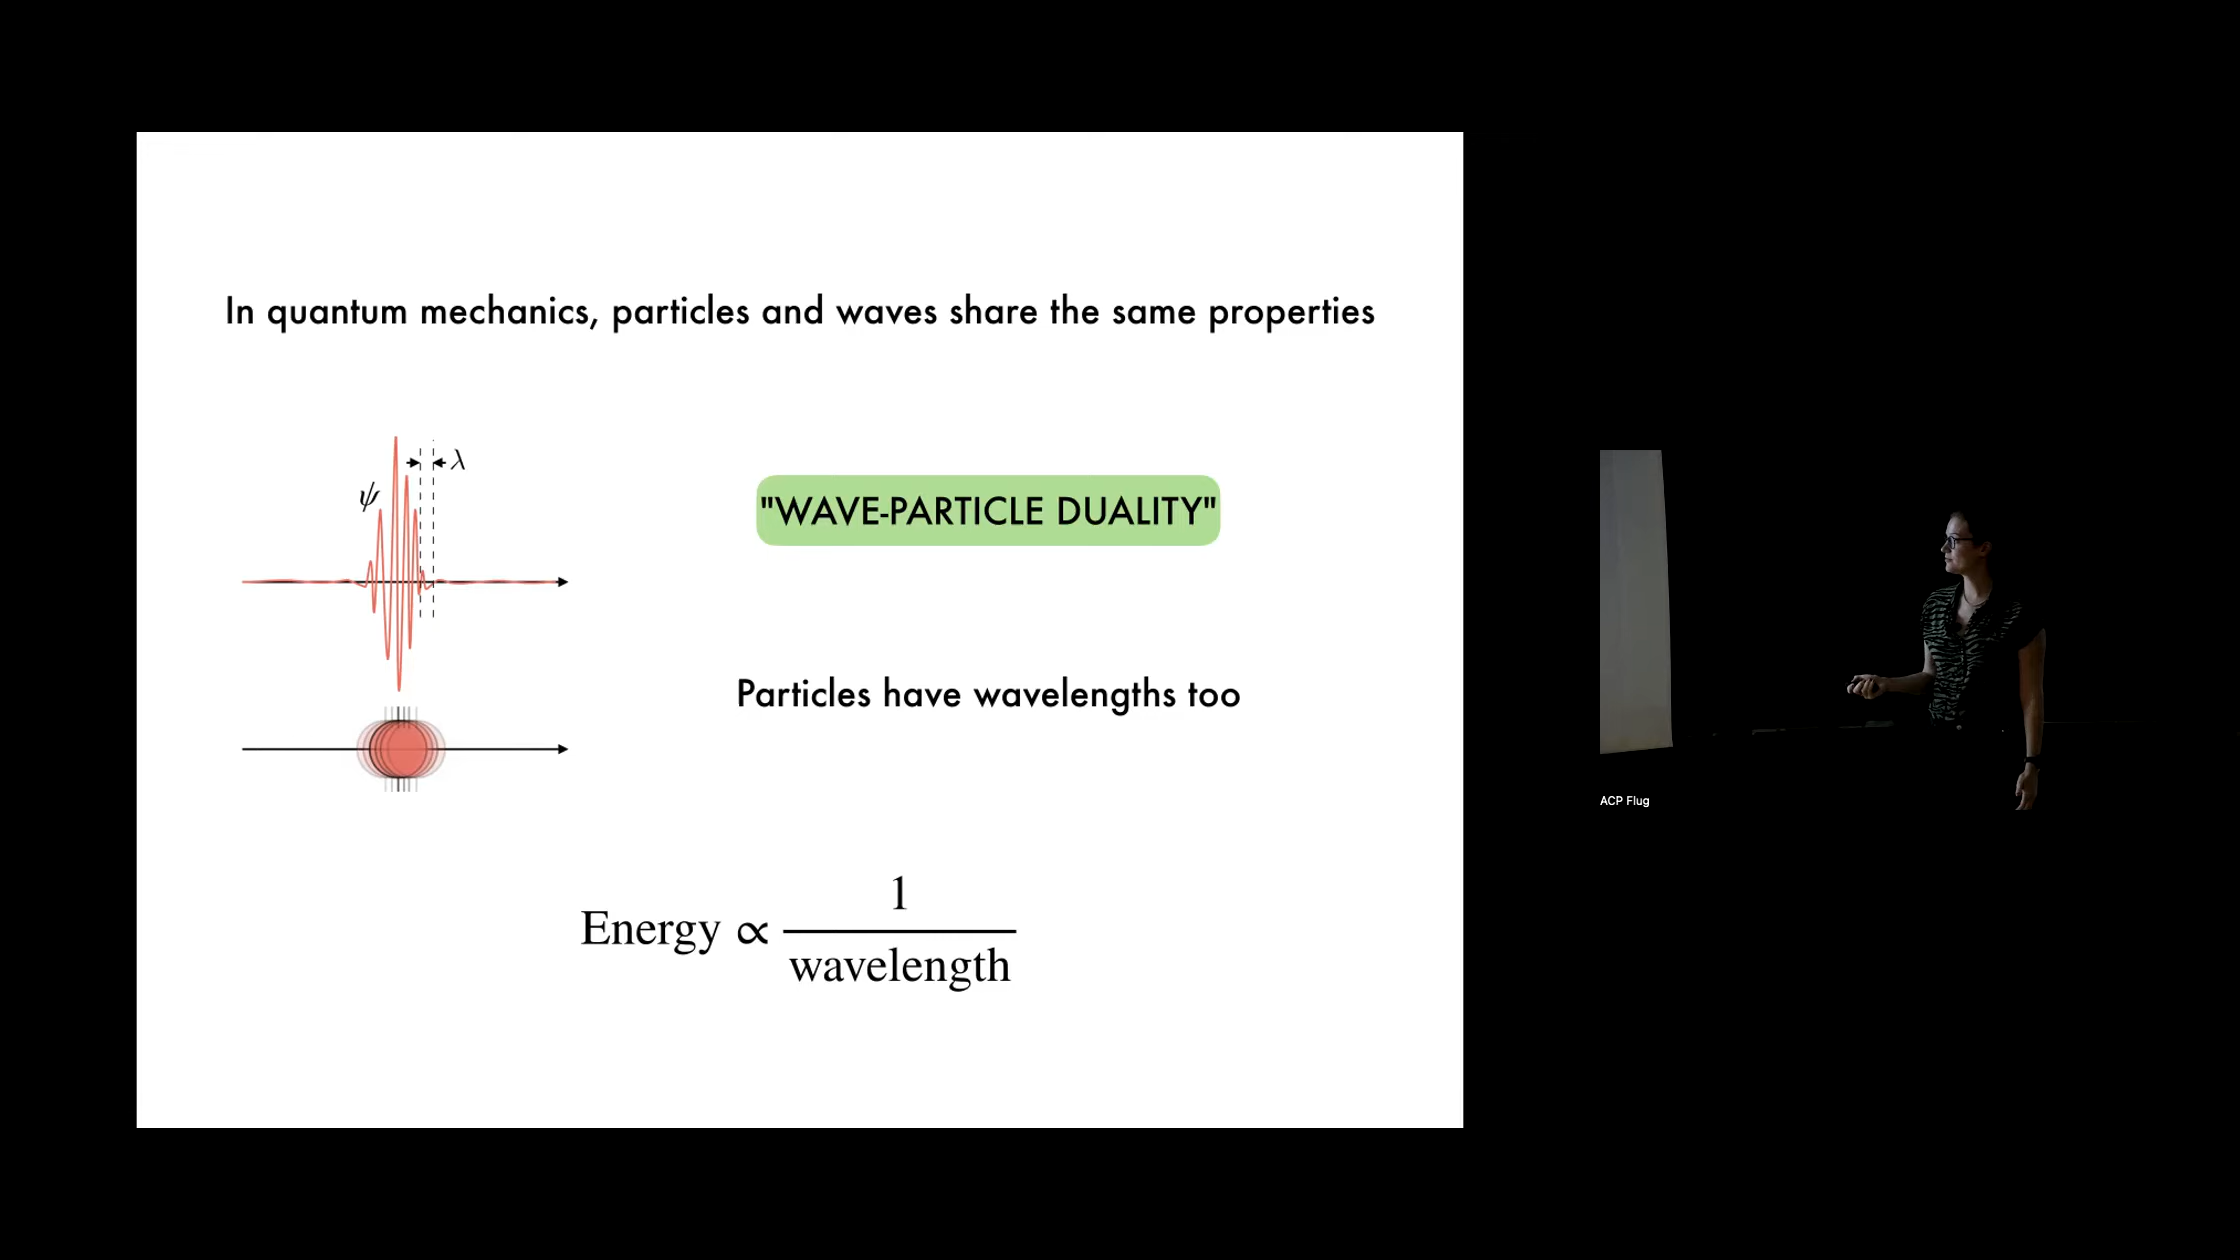 In quantum mechanics, particles and waves share the same properties
λ
ψ
"WAVE-PARTICLE DUALITY"
Particles have wavelengths too
Energy ∝ 1
wavelength
ACP Flug